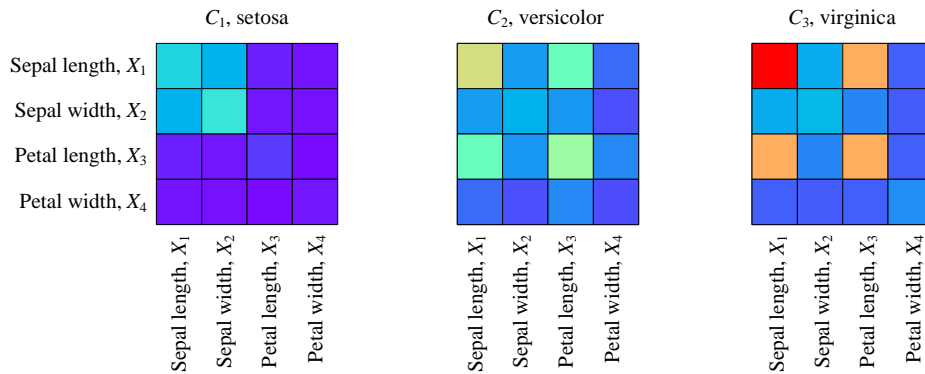 C₁, setosa
C₂, versicolor
C₃, virginica
Sepal length, X₁
Sepal width, X₂
Petal length, X₃
Petal width, X₄
Sepal length, X₁
Sepal width, X₂
Petal length, X₃
Petal width, X₄
Sepal length, X₁
Sepal width, X₂
Petal length, X₃
Petal width, X₄
Sepal length, X₁
Sepal width, X₂
Petal length, X₃
Petal width, X₄